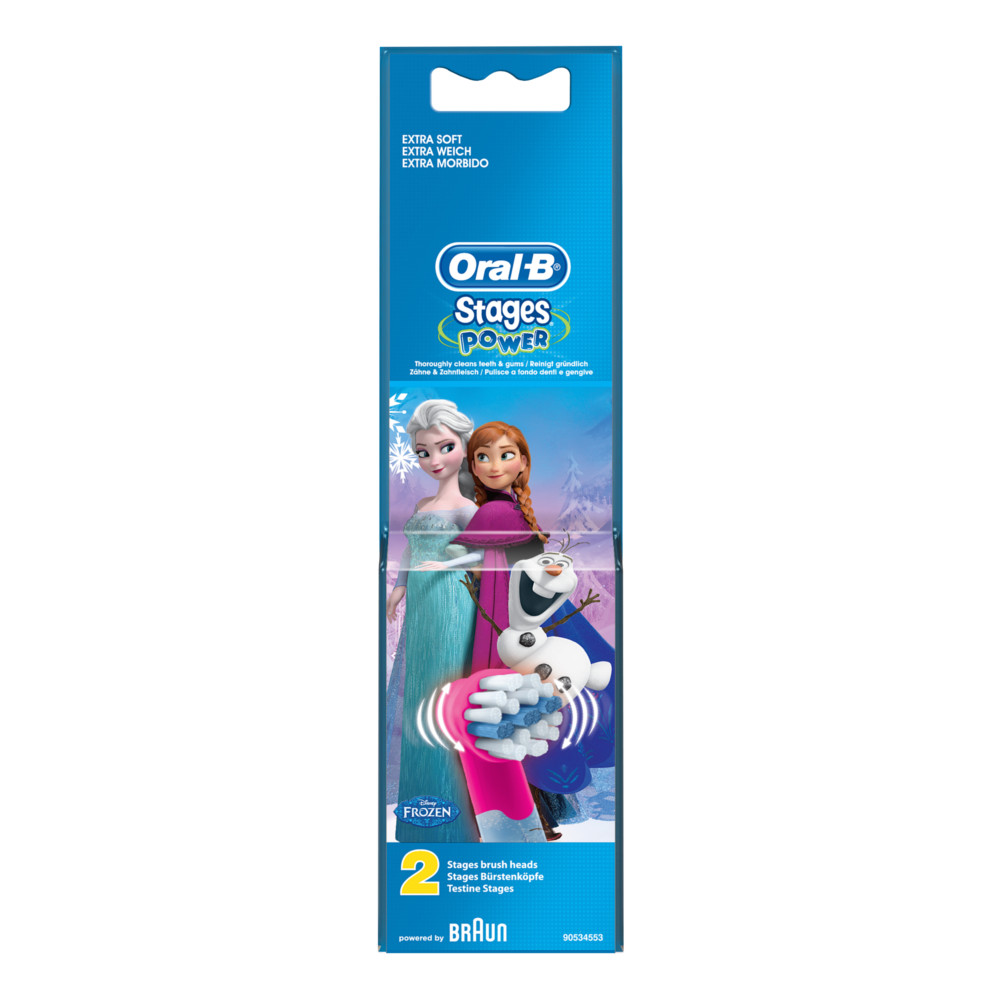 EXTRA SOFT
EXTRA WEICH
EXTRA MORBIDO
Oral-B®
Stages
POWER
Thoroughly cleans teeth & gums / Reinigt gründlich
Zähne & Zahnfleisch / Pulisce a fondo denti e gengive
Disney
FROZEN
2
Stages brush heads
Stages Bürstenköpfe
Testine Stages
powered by BRAUN
90534553